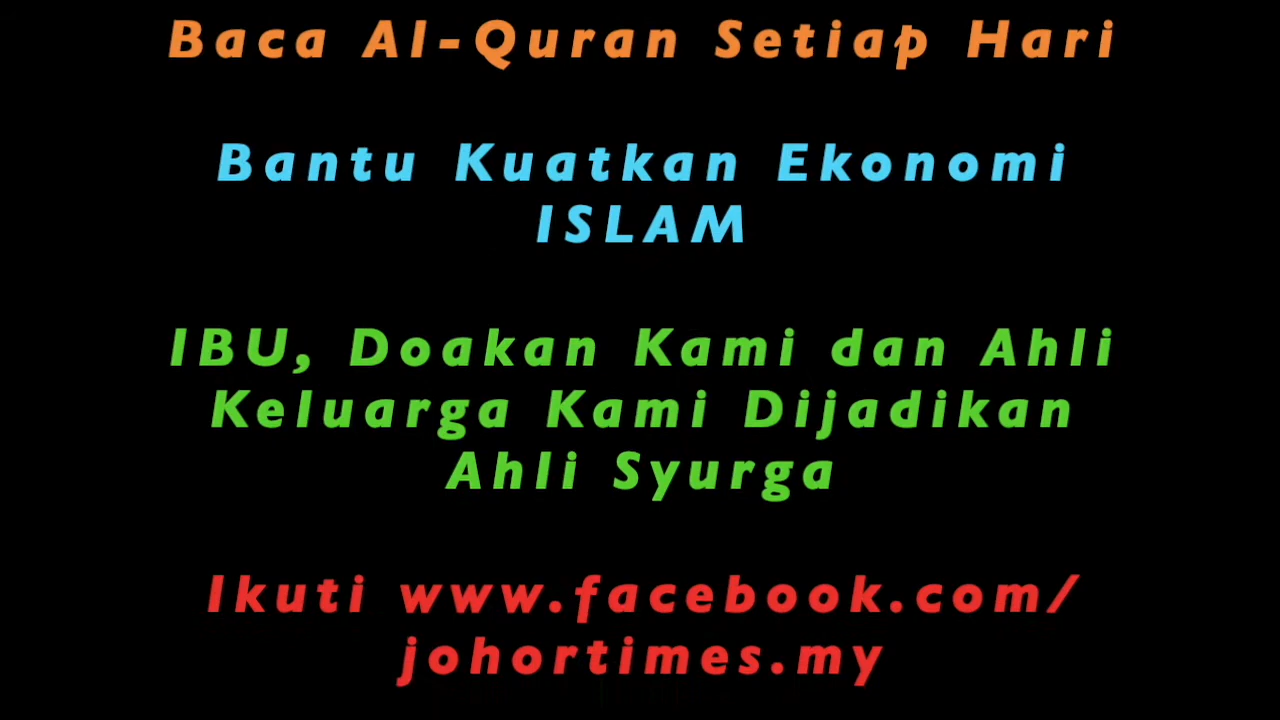 Baca Al-Quran Setiap Hari
Bantu Kuatkan Ekonomi
ISLAM
IBU, Doakan Kami dan Ahli
Keluarga Kami Dijadikan
Ahli Syurga
Ikuti www.facebook.com/
johortimes.my